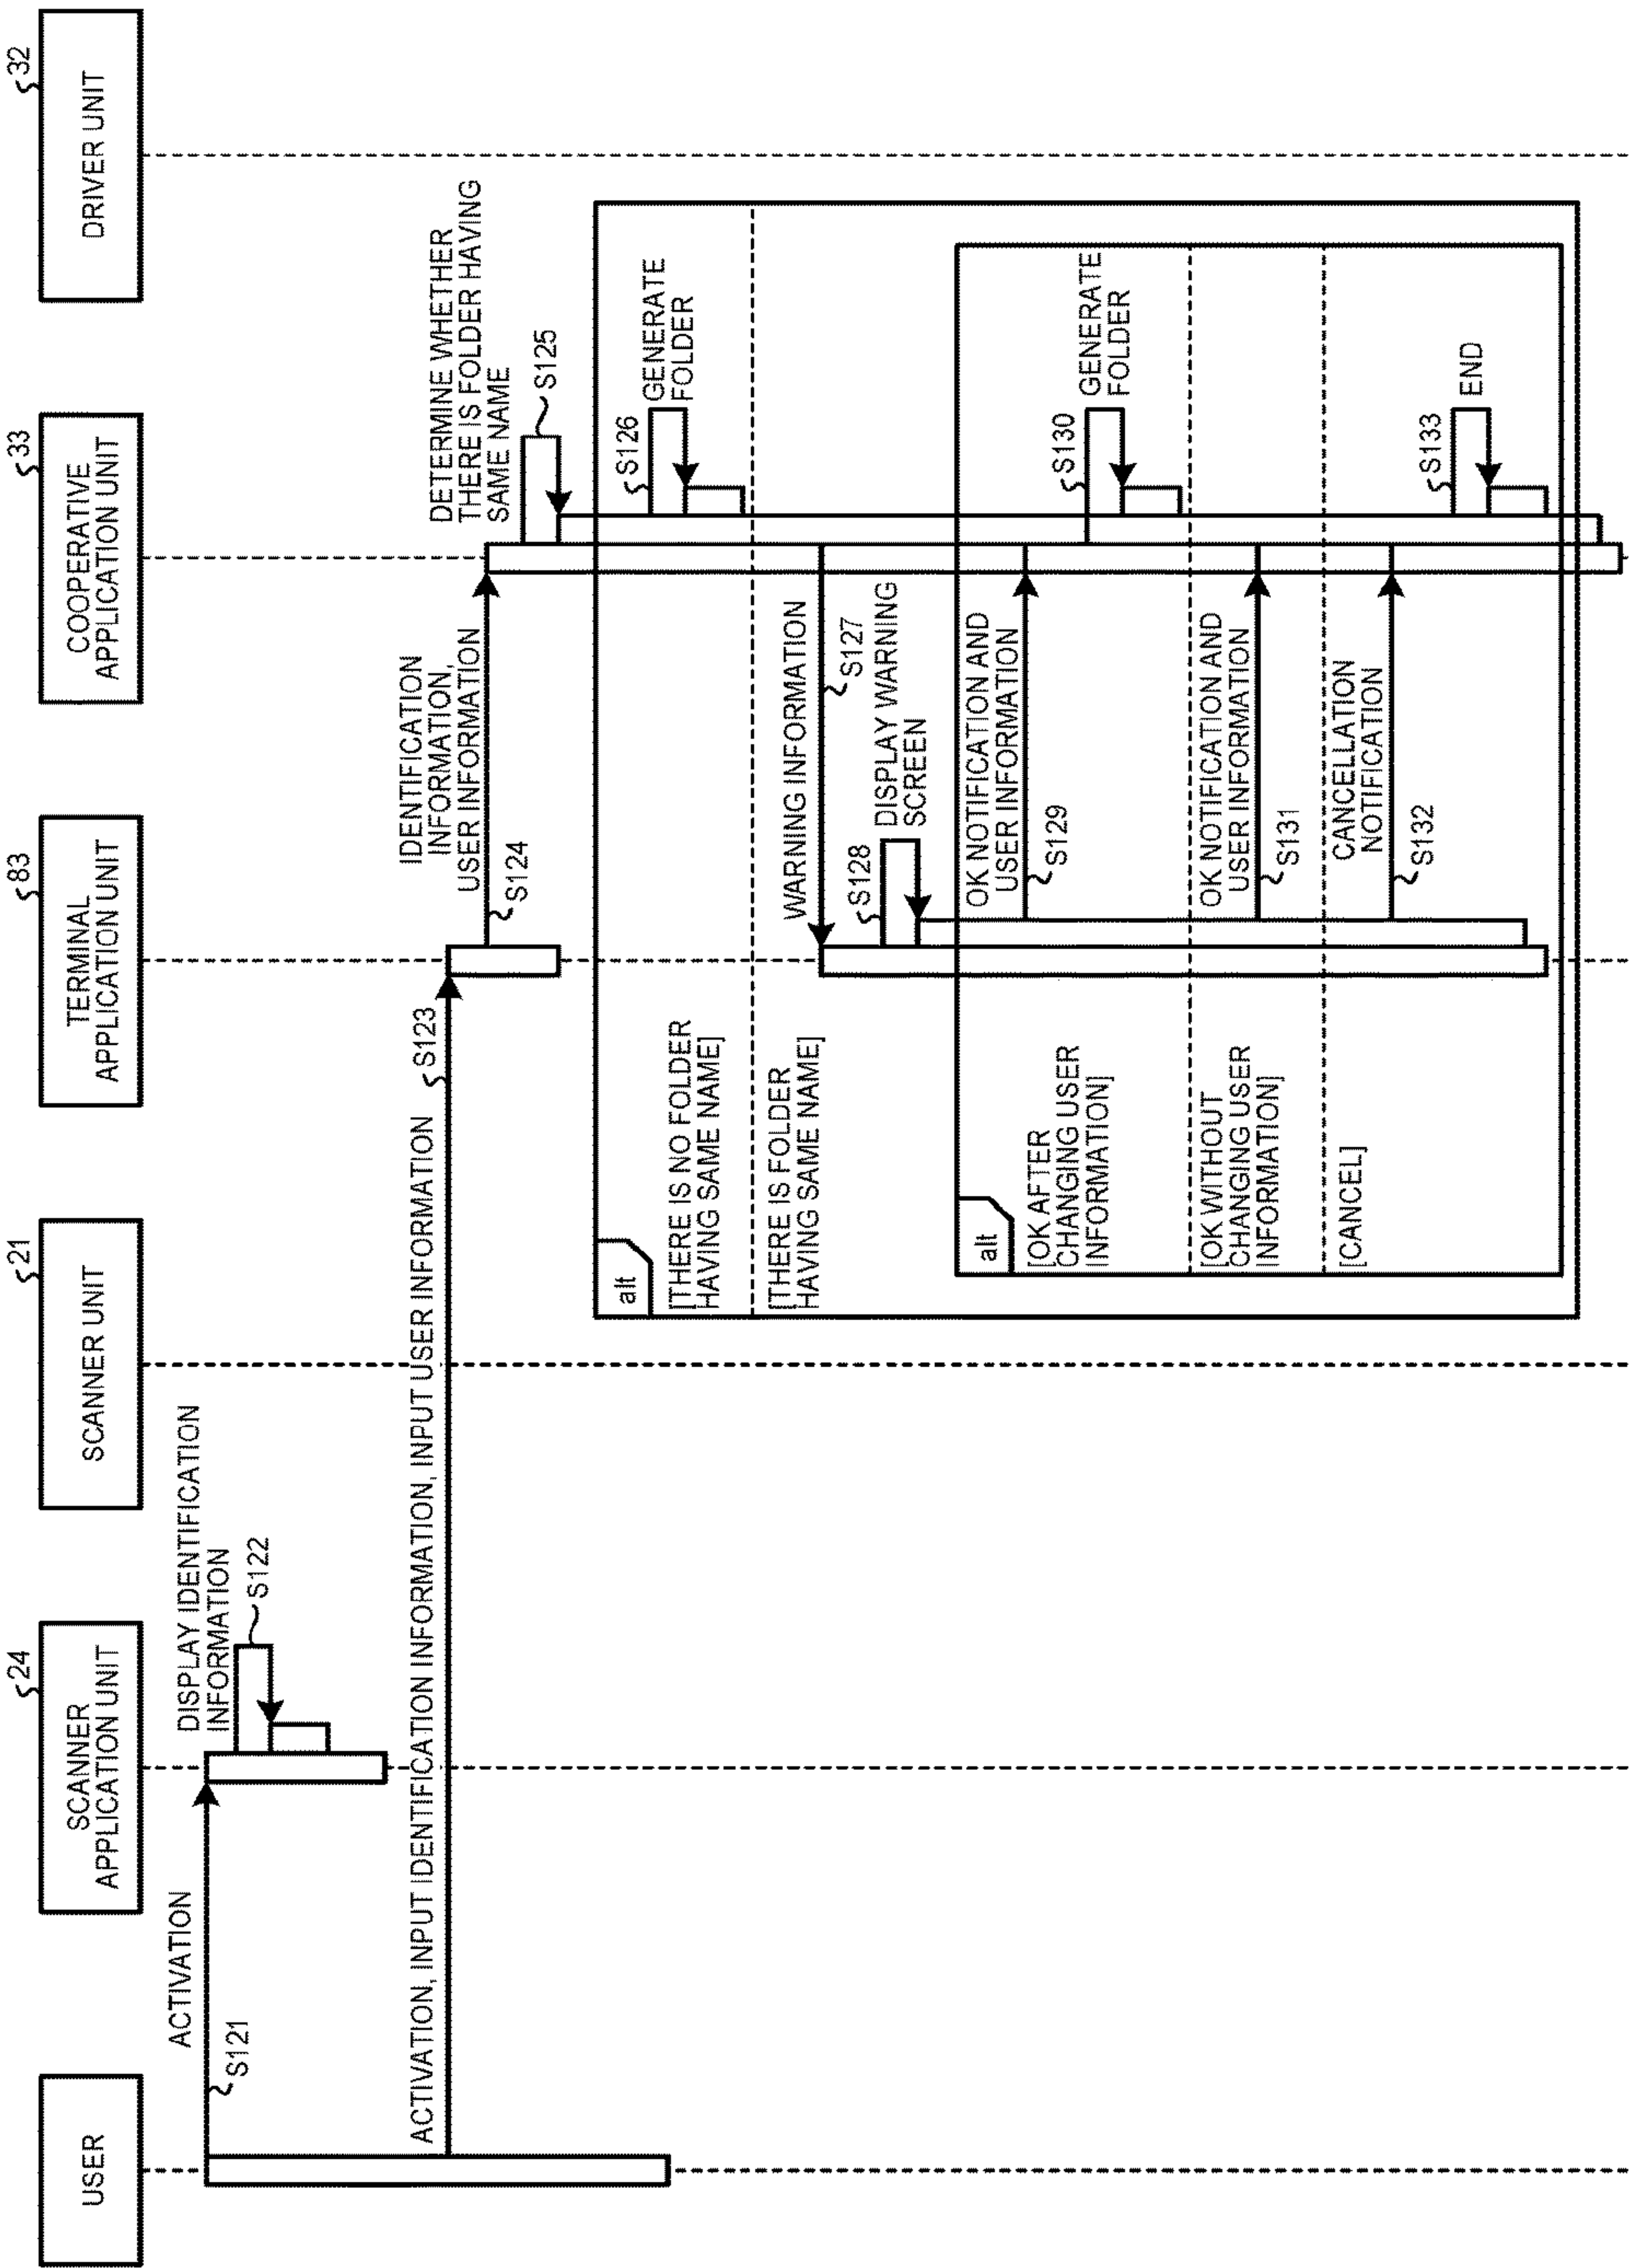 USER
SCANNER
APPLICATION UNIT
24
SCANNER UNIT
21
TERMINAL
APPLICATION UNIT
83
COOPERATIVE
APPLICATION UNIT
33
DRIVER UNIT
32
ACTIVATION
S121
DISPLAY IDENTIFICATION
INFORMATION
S122
ACTIVATION, INPUT IDENTIFICATION INFORMATION, INPUT USER INFORMATION
S123
IDENTIFICATION
INFORMATION,
USER INFORMATION
S124
DETERMINE WHETHER
THERE IS FOLDER HAVING
SAME NAME
S125
alt
[THERE IS NO FOLDER
HAVING SAME NAME]
S126
GENERATE
FOLDER
[THERE IS FOLDER
HAVING SAME NAME]
WARNING INFORMATION
S127
S128
DISPLAY WARNING
SCREEN
alt
[OK AFTER
CHANGING USER
INFORMATION]
OK NOTIFICATION AND
USER INFORMATION
S129
S130
GENERATE
FOLDER
[OK WITHOUT
CHANGING USER
INFORMATION]
OK NOTIFICATION AND
USER INFORMATION
S131
[CANCEL]
CANCELLATION
NOTIFICATION
S132
S133
END